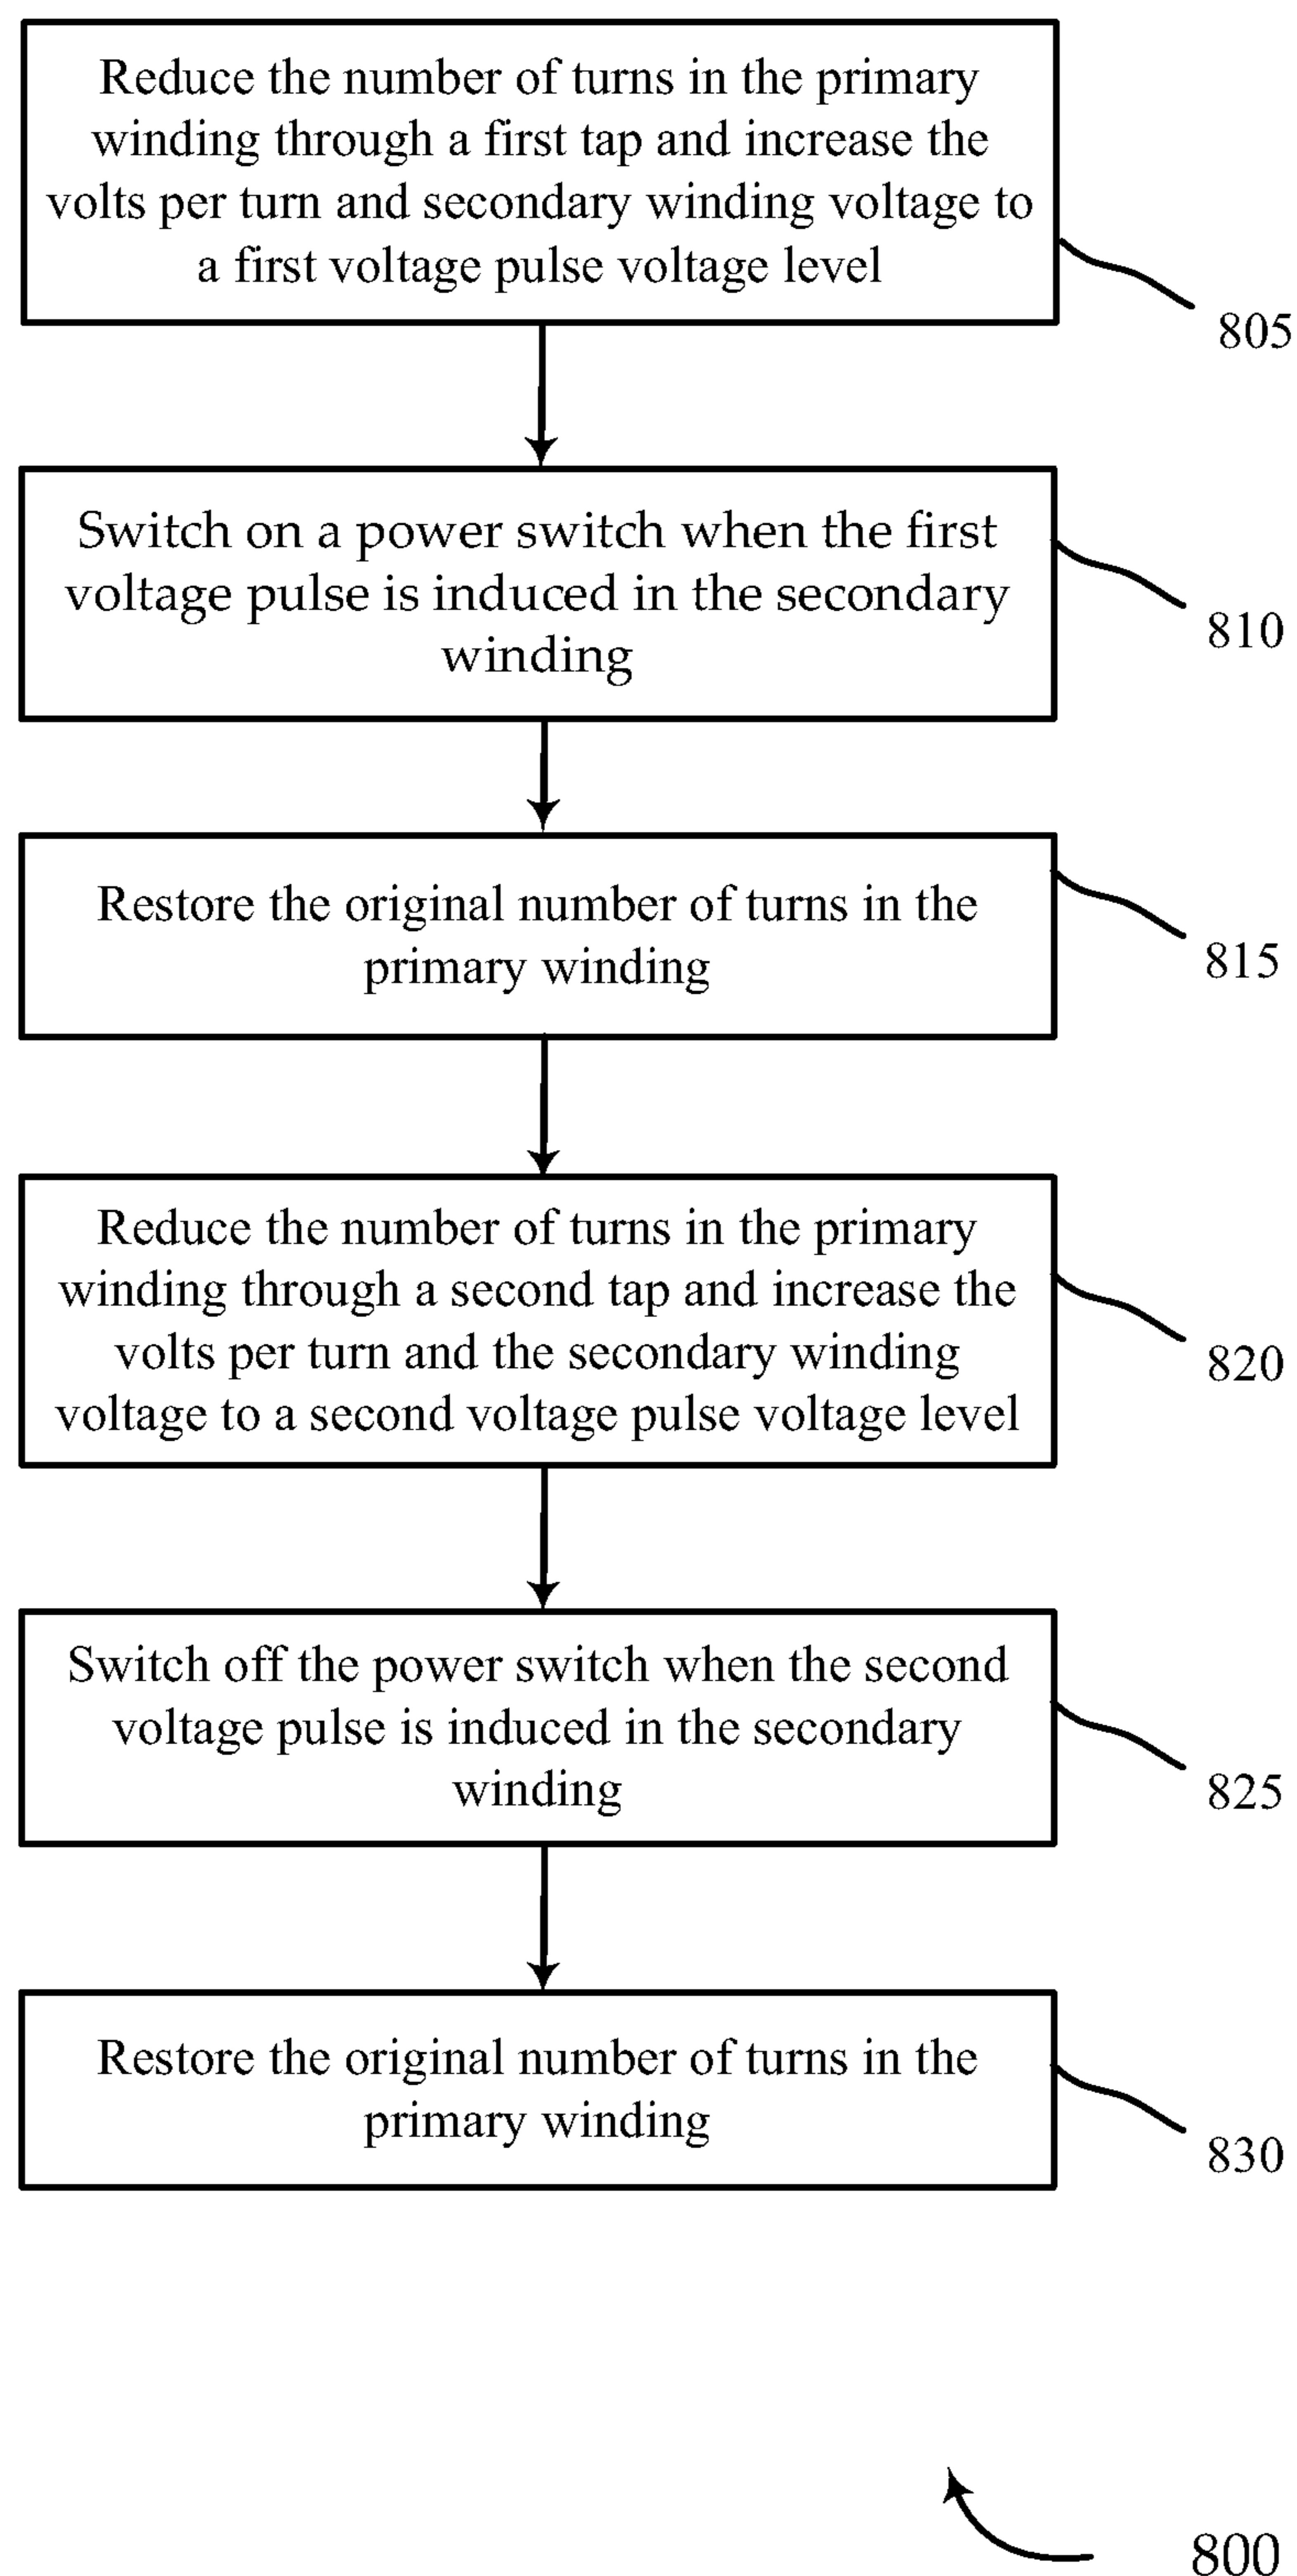 Reduce the number of turns in the primary
winding through a first tap and increase the
volts per turn and secondary winding voltage to
a first voltage pulse voltage level
805
Switch on a power switch when the first
voltage pulse is induced in the secondary
winding
810
Restore the original number of turns in the
primary winding
815
Reduce the number of turns in the primary
winding through a second tap and increase the
volts per turn and the secondary winding
voltage to a second voltage pulse voltage level
820
Switch off the power switch when the second
voltage pulse is induced in the secondary
winding
825
Restore the original number of turns in the
primary winding
830
800